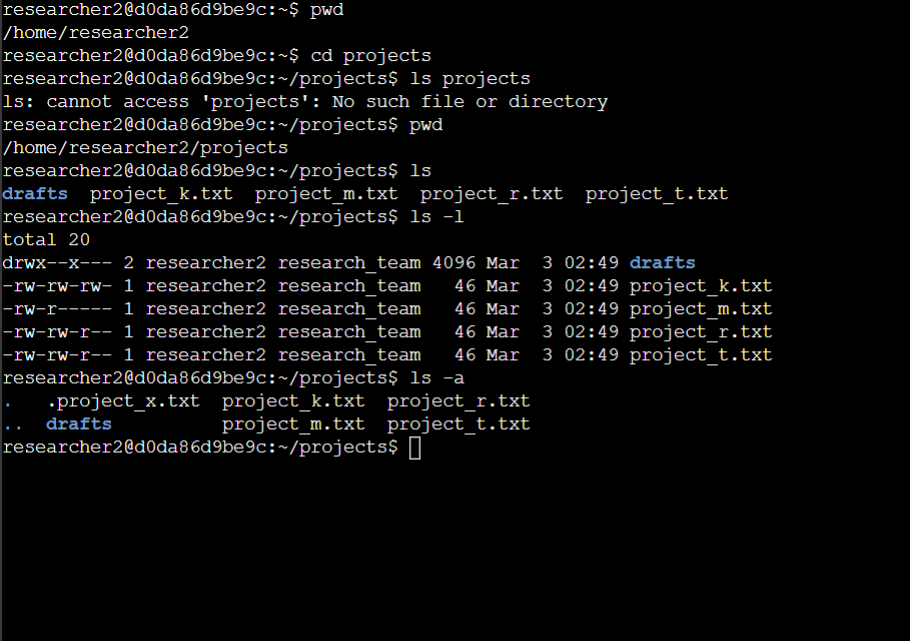 researcher2@d0da86d9be9c:~$ pwd
/home/researcher2
researcher2@d0da86d9be9c:~$ cd projects
researcher2@d0da86d9be9c:~/projects$ ls projects
ls: cannot access 'projects': No such file or directory
researcher2@d0da86d9be9c:~/projects$ pwd
/home/researcher2/projects
researcher2@d0da86d9be9c:~/projects$ ls
drafts  project_k.txt  project_m.txt  project_r.txt  project_t.txt
researcher2@d0da86d9be9c:~/projects$ ls -l
total 20
drwx--x--- 2 researcher2 research_team 4096 Mar  3 02:49 drafts
-rw-rw-rw- 1 researcher2 research_team   46 Mar  3 02:49 project_k.txt
-rw-r----- 1 researcher2 research_team   46 Mar  3 02:49 project_m.txt
-rw-rw-r-- 1 researcher2 research_team   46 Mar  3 02:49 project_r.txt
-rw-rw-r-- 1 researcher2 research_team   46 Mar  3 02:49 project_t.txt
researcher2@d0da86d9be9c:~/projects$ ls -a
.   .project_x.txt  project_k.txt  project_r.txt
..  drafts          project_m.txt  project_t.txt
researcher2@d0da86d9be9c:~/projects$